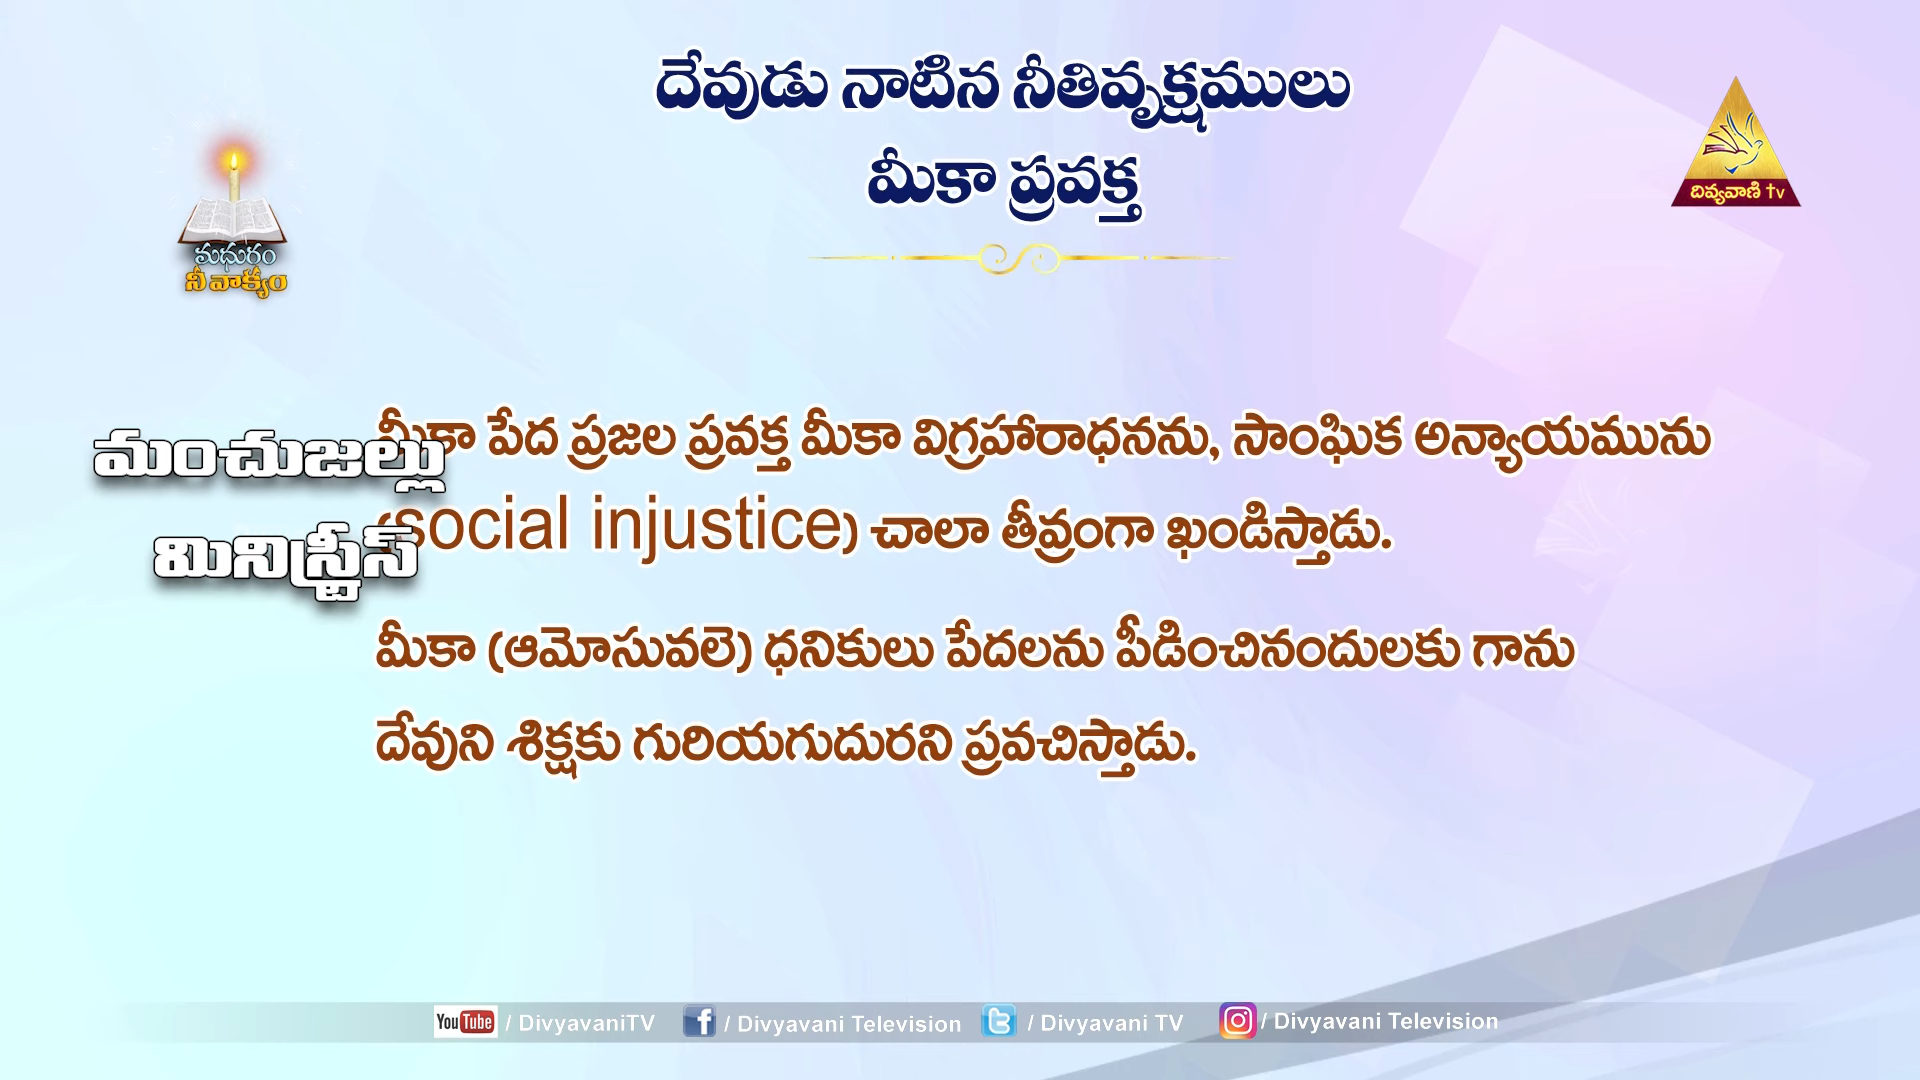 దేవుడు నాటిన నీతివృక్షములు
మీకా ప్రవక్త
దివ్యవాణి tv
మధురం
నీ వాక్యం
మీకా పేద ప్రజల ప్రవక్త మీకా విగ్రహారాధనను, సాంఘిక అన్యాయమును
(social injustice) చాలా తీవ్రంగా ఖండిస్తాడు.
మంచుజల్లు
మినిస్ట్రీస్
మీకా (ఆమోసువలె) ధనికులు పేదలను పీడించినందులకు గాను
దేవుని శిక్షకు గురియగుదురని ప్రవచిస్తాడు.
YouTube / DivyavaniTV f / Divyavani Television / Divyavani TV / Divyavani Television